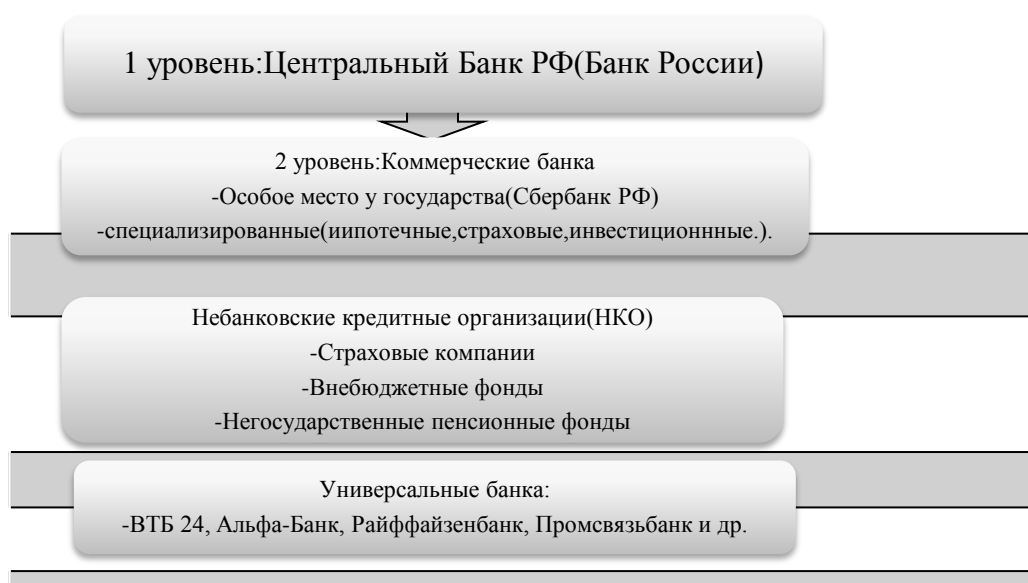 1 уровень:Центральный Банк РФ(Банк России)
2 уровень:Коммерческие банка
-Особое место у государства(Сбербанк РФ)
-специализированные(иипотечные,страховые,инвестиционнные.).
Небанковские кредитные организации(НКО)
-Страховые компании
-Внебюджетные фонды
-Негосударственные пенсионные фонды
Универсальные банка:
-ВТБ 24, Альфа-Банк, Райффайзенбанк, Промсвязьбанк и др.